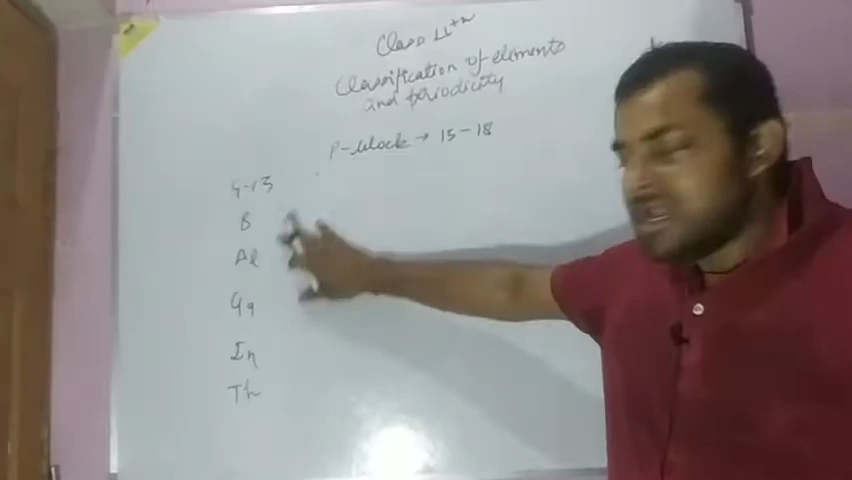 Class 11th
Classification of elements
and periodicity
P-block → 15-18
G-13
B
Al
Ga
In
Th